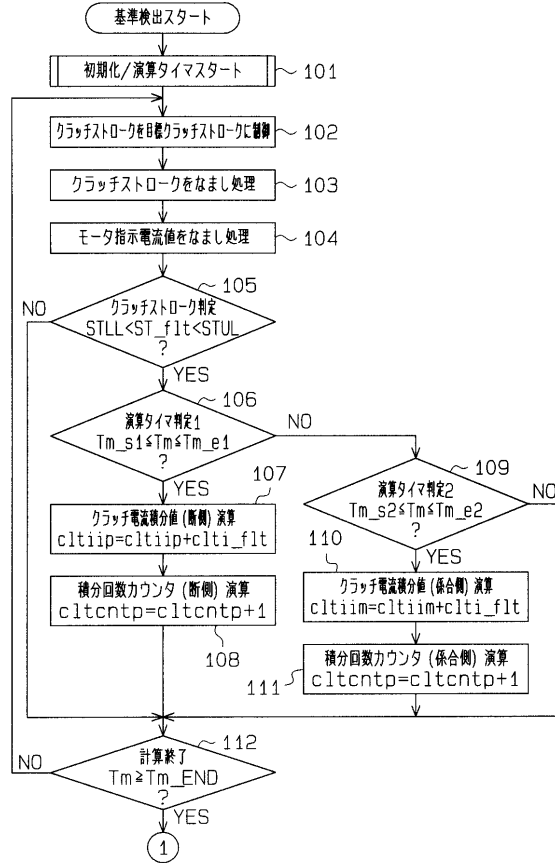 基準検出スタート
初期化/演算タイマスタート
101
クラッチストロークを目標クラッチストロークに制御
102
クラッチストロークをなまし処理
103
モータ指示電流値をなまし処理
104
105
クラッチストローク判定
STLL<ST_flt<STUL
?
NO
YES
106
演算タイマ判定1
Tm_s1≦Tm≦Tm_e1
?
NO
YES
109
演算タイマ判定2
Tm_s2≦Tm≦Tm_e2
?
NO
YES
107
クラッチ電流積分値(断側)演算
cltiip=cltiip+clti_flt
110
クラッチ電流積分値(係合側)演算
cltiim=cltiim+clti_flt
積分回数カウンタ(断側)演算
cltcntp=cltcntp+1
108
積分回数カウンタ(係合側)演算
cltcntp=cltcntp+1
111
112
計算終了
Tm≧Tm_END
?
NO
YES
1